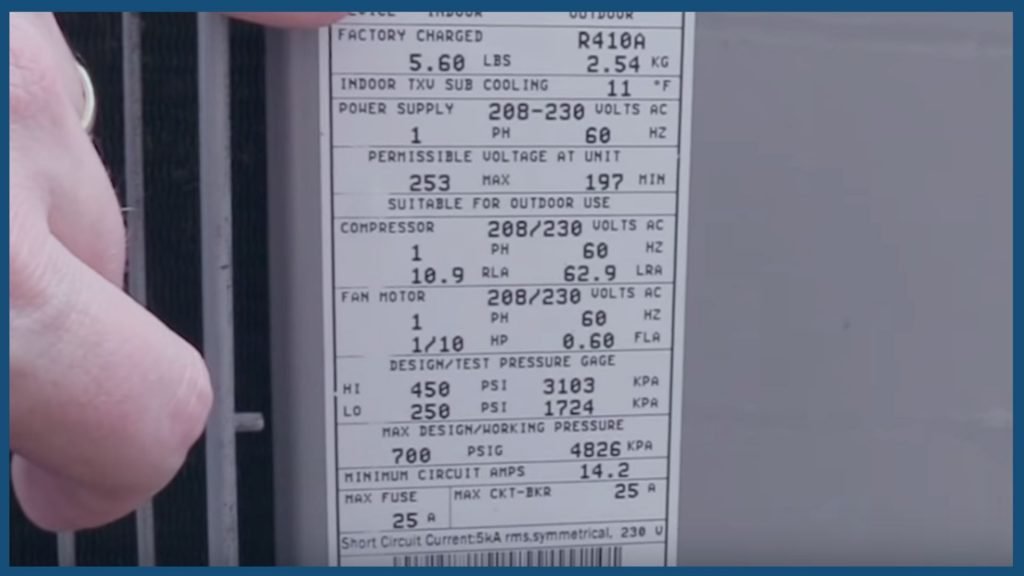 INDOOR OUTDOOR
FACTORY CHARGED R410A
5.60 LBS 2.54 KG
INDOOR TXV SUB COOLING 11 °F
POWER SUPPLY 208-230 VOLTS AC
1 PH 60 HZ
PERMISSIBLE VOLTAGE AT UNIT
253 MAX 197 MIN
SUITABLE FOR OUTDOOR USE
COMPRESSOR 208/230 VOLTS AC
1 PH 60 HZ
10.9 RLA 62.9 LRA
FAN MOTOR 208/230 VOLTS AC
1 PH 60 HZ
1/10 HP 0.60 FLA
DESIGN/TEST PRESSURE GAGE
HI 450 PSI 3103 KPA
LO 250 PSI 1724 KPA
MAX DESIGN/WORKING PRESSURE
700 PSIG 4826 KPA
MINIMUM CIRCUIT AMPS 14.2
MAX FUSE MAX CKT-BKR 25 A
25 A
Short Circuit Current:5kA rms,symmetrical, 230 V